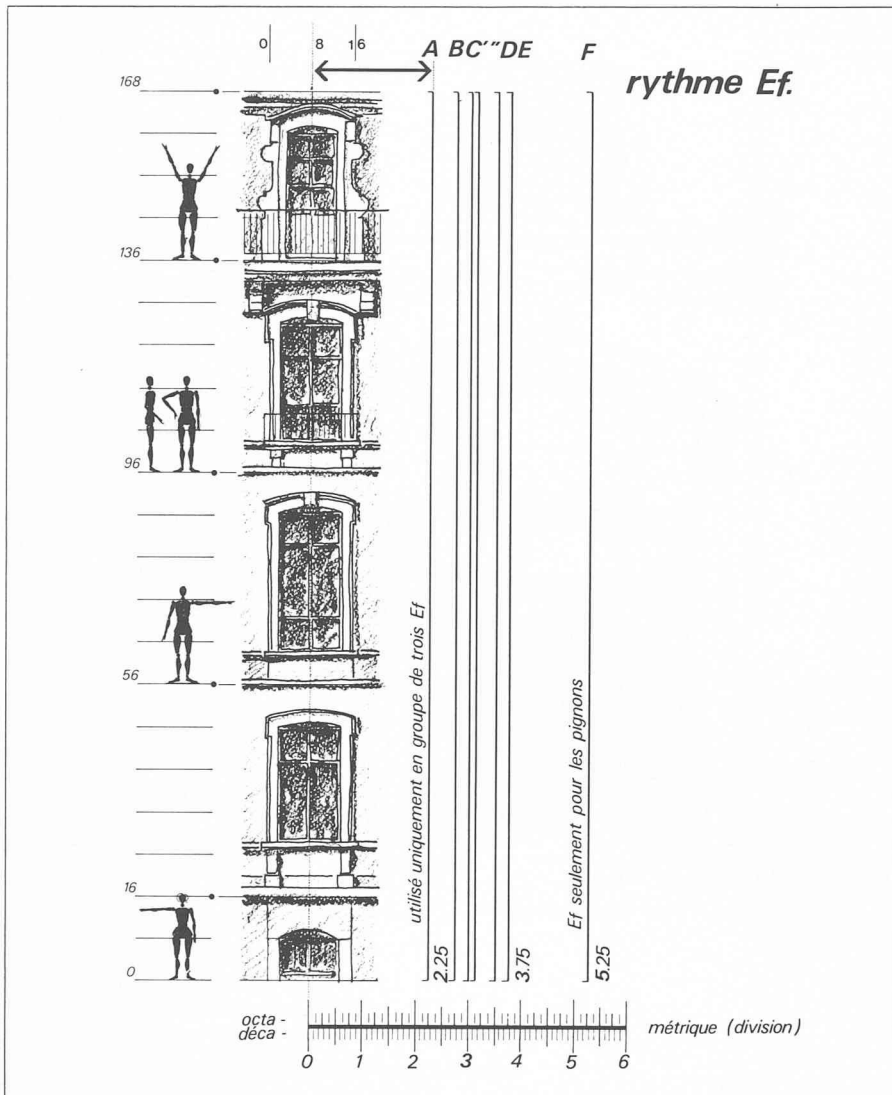 0 8 16 A BC'"DE F
rythme Ef.
168
136
96
56
16
0
utilisé uniquement en groupe de trois Ef
2.25
3.75
Ef seulement pour les pignons
5.25
octa -
déca -
métrique (division)
0 1 2 3 4 5 6